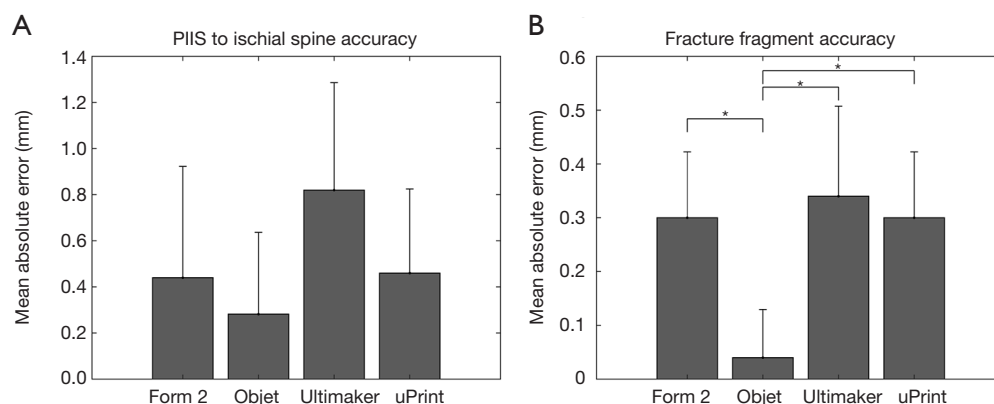 A
PIIS to ischial spine accuracy
Mean absolute error (mm)
1.4
1.2
1.0
0.8
0.6
0.4
0.2
0.0
Form 2 Objet Ultimaker uPrint
B
Fracture fragment accuracy
Mean absolute error (mm)
0.6
0.5
0.4
0.3
0.2
0.1
0
*
*
*
Form 2 Objet Ultimaker uPrint